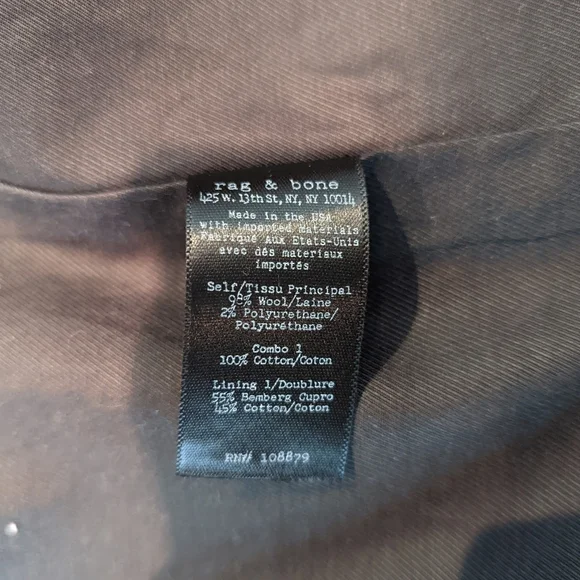 rag & bone
425 W. 13th St, NY, NY 10014
Made in the USA
with imported materials
Fabriqué Aux Etats-Unis
avec dés materiaux
importés
Self/Tissu Principal
98% Wool/Laine
2% Polyurethane/
Polyuréthane
Combo 1
100% Cotton/Coton
Lining 1/Doublure
55% Bemberg Cupro
45% Cotton/Coton
RN# 108879